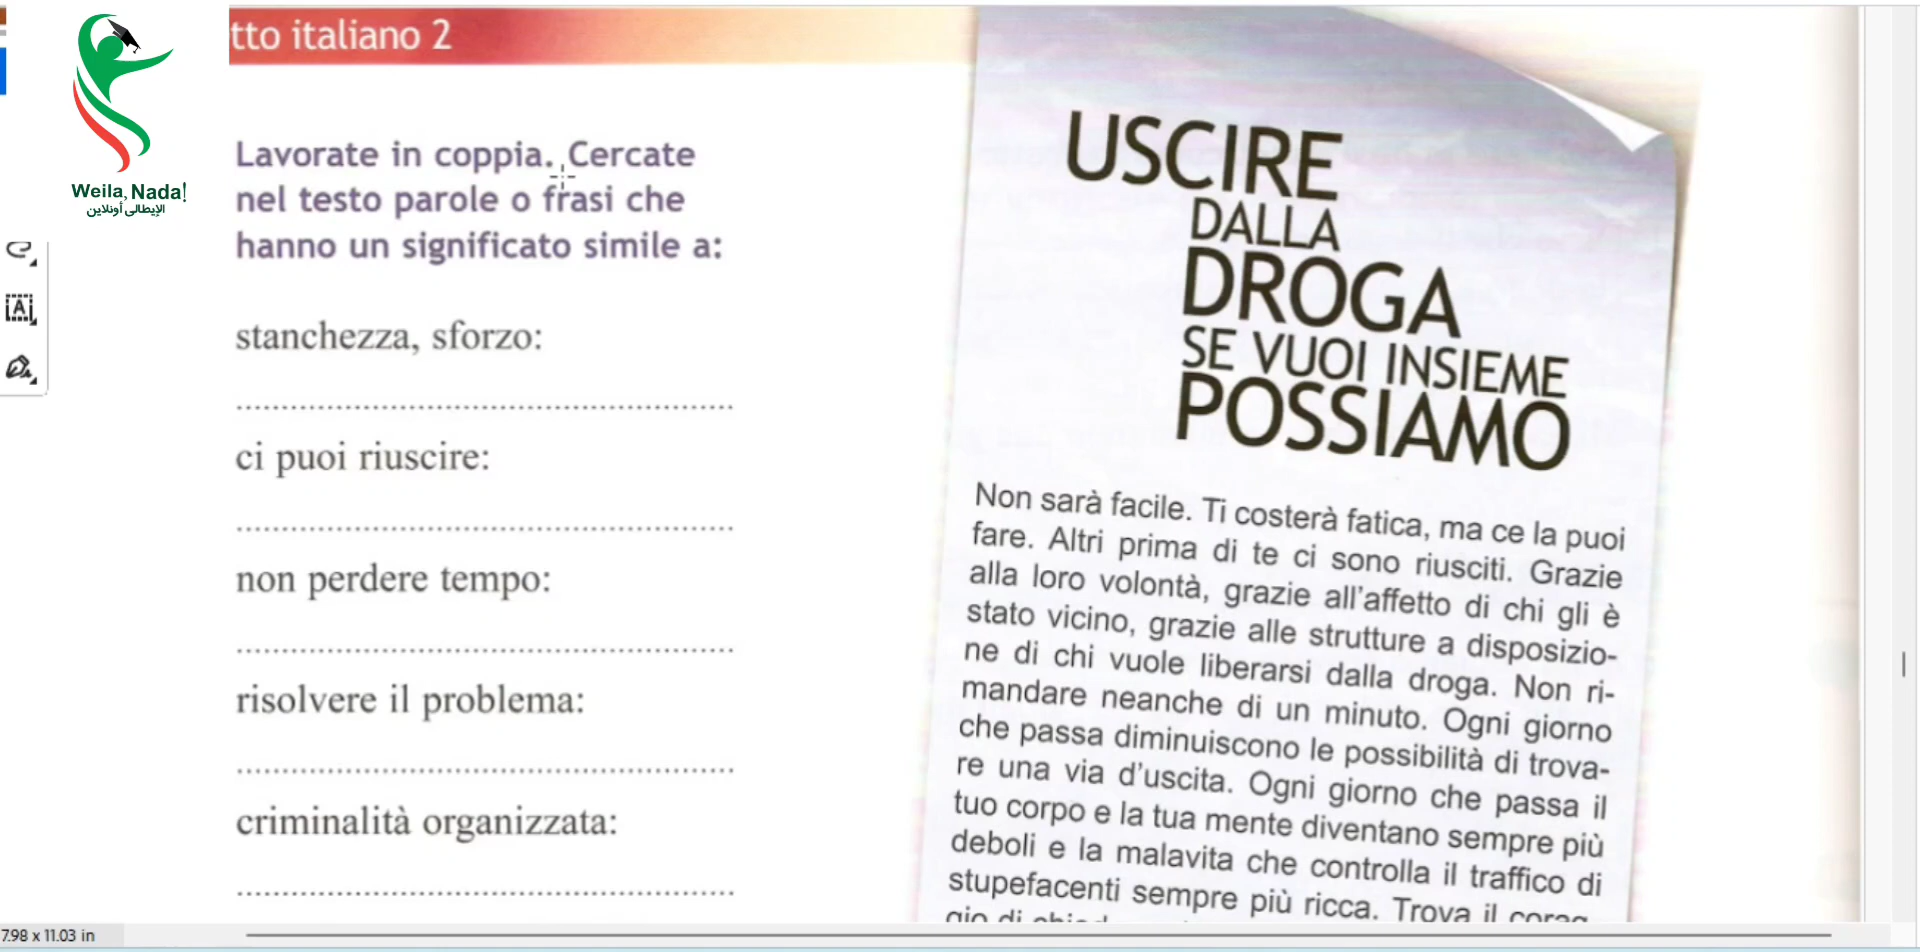 tto italiano 2
Weila, Nada!
الإيطالى أونلاين
Lavorate in coppia. Cercate
nel testo parole o frasi che
hanno un significato simile a:
stanchezza, sforzo:
ci puoi riuscire:
non perdere tempo:
risolvere il problema:
criminalità organizzata:
USCIRE
DALLA
DROGA
SE VUOI INSIEME
POSSIAMO
Non sarà facile. Ti costerà fatica, ma ce la puoi
fare. Altri prima di te ci sono riusciti. Grazie
alla loro volontà, grazie all'affetto di chi gli è
stato vicino, grazie alle strutture a disposizio-
ne di chi vuole liberarsi dalla droga. Non ri-
mandare neanche di un minuto. Ogni giorno
che passa diminuiscono le possibilità di trova-
re una via d'uscita. Ogni giorno che passa il
tuo corpo e la tua mente diventano sempre più
deboli e la malavita che controlla il traffico di
stupefacenti sempre più ricca. Trova il corag-
gio di
7.98 x 11.03 in